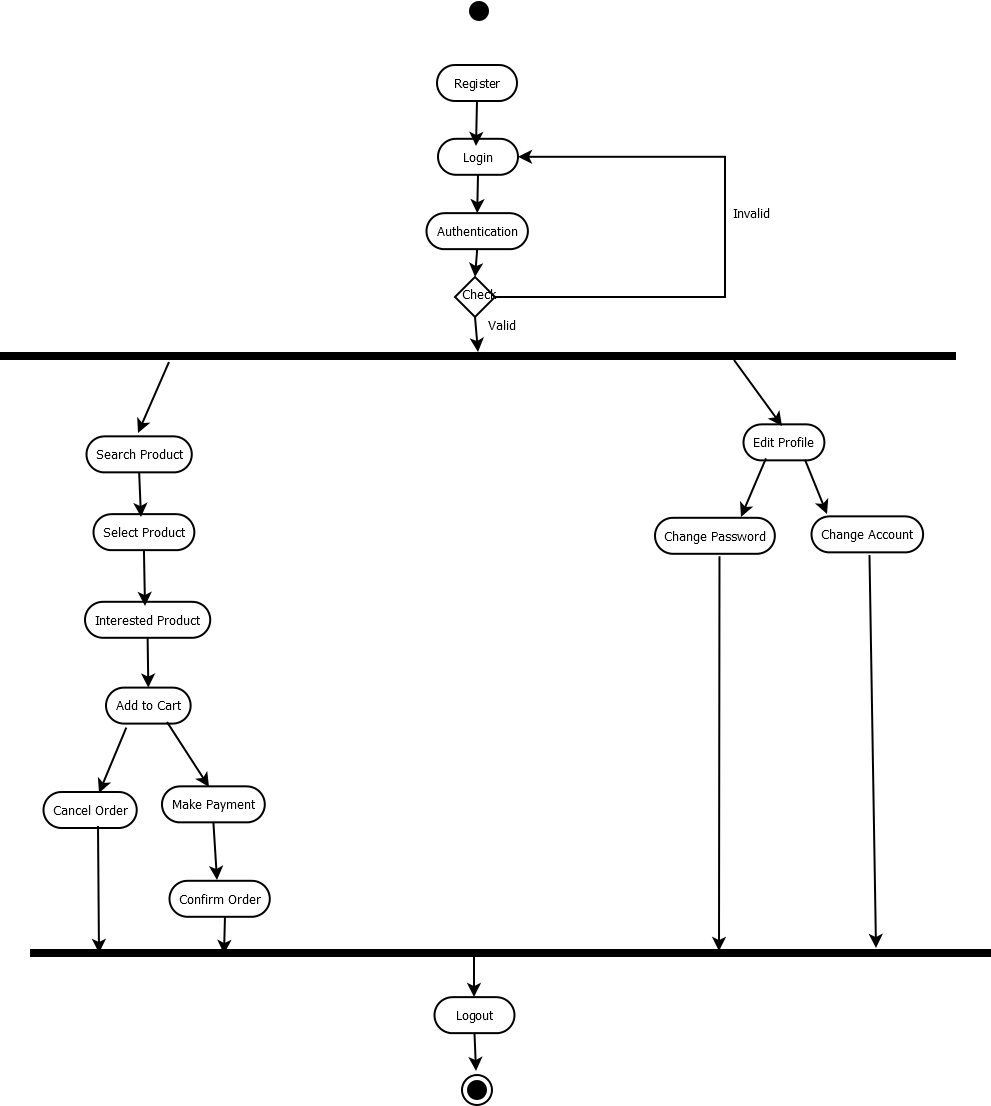 Register
Login
Invalid
Authentication
Check
Valid
Search Product
Edit Profile
Select Product
Change Password
Change Account
Interested Product
Add to Cart
Cancel Order
Make Payment
Confirm Order
Logout